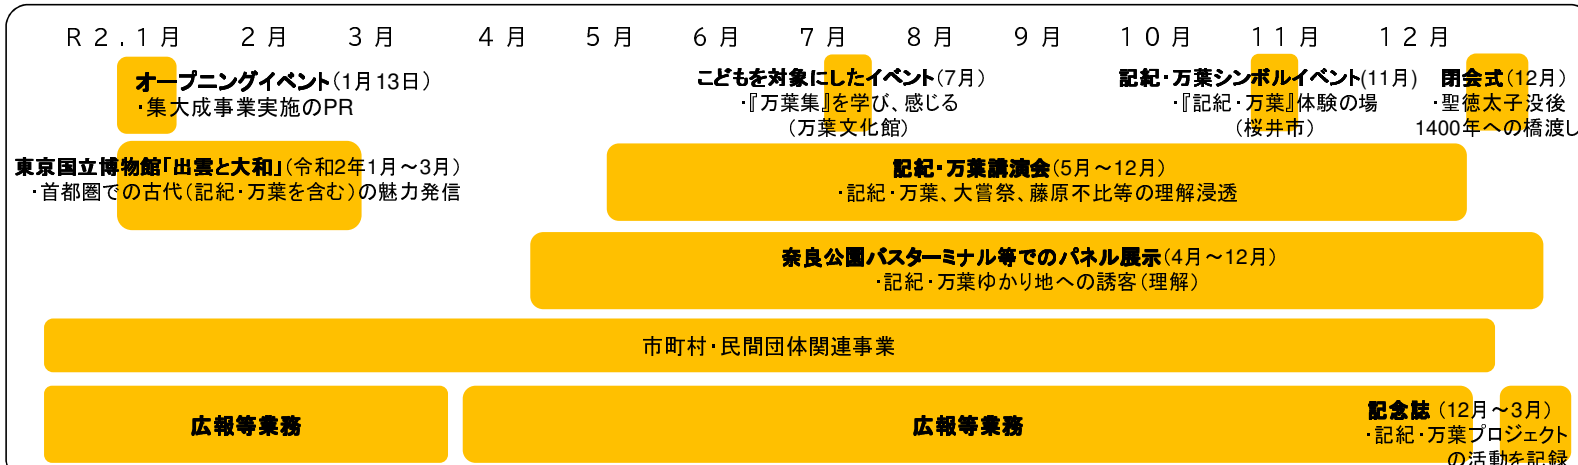 R2.1月 2月 3月 4月 5月 6月 7月 8月 9月 10月 11月 12月
オープニングイベント(1月13日)
・集大成事業実施のPR
こどもを対象にしたイベント(7月)
・『万葉集』を学び、感じる
(万葉文化館)
記紀・万葉シンボルイベント(11月)
・『記紀・万葉』体験の場
(桜井市)
閉会式(12月)
・聖徳太子没後
1400年への橋渡し
東京国立博物館「出雲と大和」(令和2年1月～3月)
・首都圏での古代(記紀・万葉を含む)の魅力発信
記紀・万葉講演会(5月～12月)
・記紀・万葉、大嘗祭、藤原不比等の理解浸透
奈良公園バスターミナル等でのパネル展示(4月～12月)
・記紀・万葉ゆかり地への誘客(理解)
市町村・民間団体関連事業
広報等業務
広報等業務
記念誌(12月～3月)
・記紀・万葉プロジェクト
の活動を記録